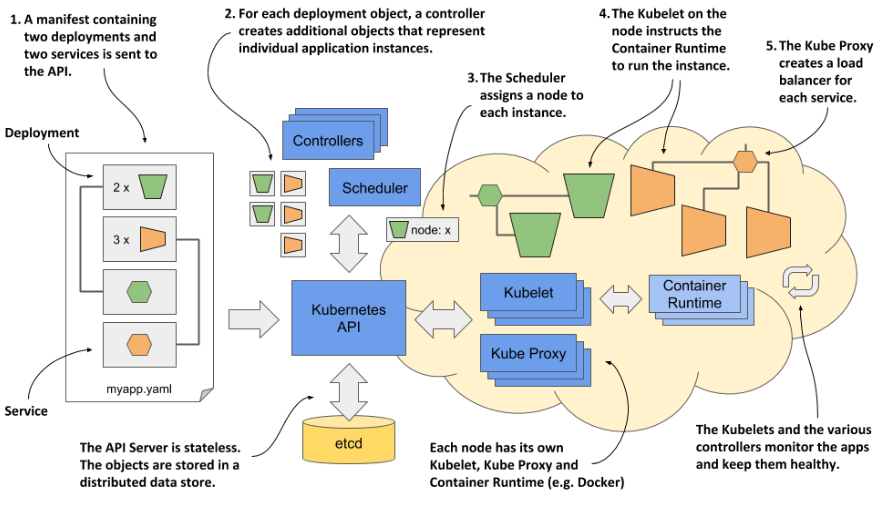 1. A manifest containing
two deployments and
two services is sent to
the API.
2. For each deployment object, a controller
creates additional objects that represent
individual application instances.
3. The Scheduler
assigns a node to
each instance.
4. The Kubelet on the
node instructs the
Container Runtime
to run the instance.
5. The Kube Proxy
creates a load
balancer for
each service.
Deployment
2 x
3 x
myapp.yaml
Service
Controllers
Scheduler
node: x
Kubernetes
API
etcd
Kubelet
Kube Proxy
Container
Runtime
The API Server is stateless.
The objects are stored in a
distributed data store.
Each node has its own
Kubelet, Kube Proxy and
Container Runtime (e.g. Docker)
The Kubelets and the various
controllers monitor the apps
and keep them healthy.